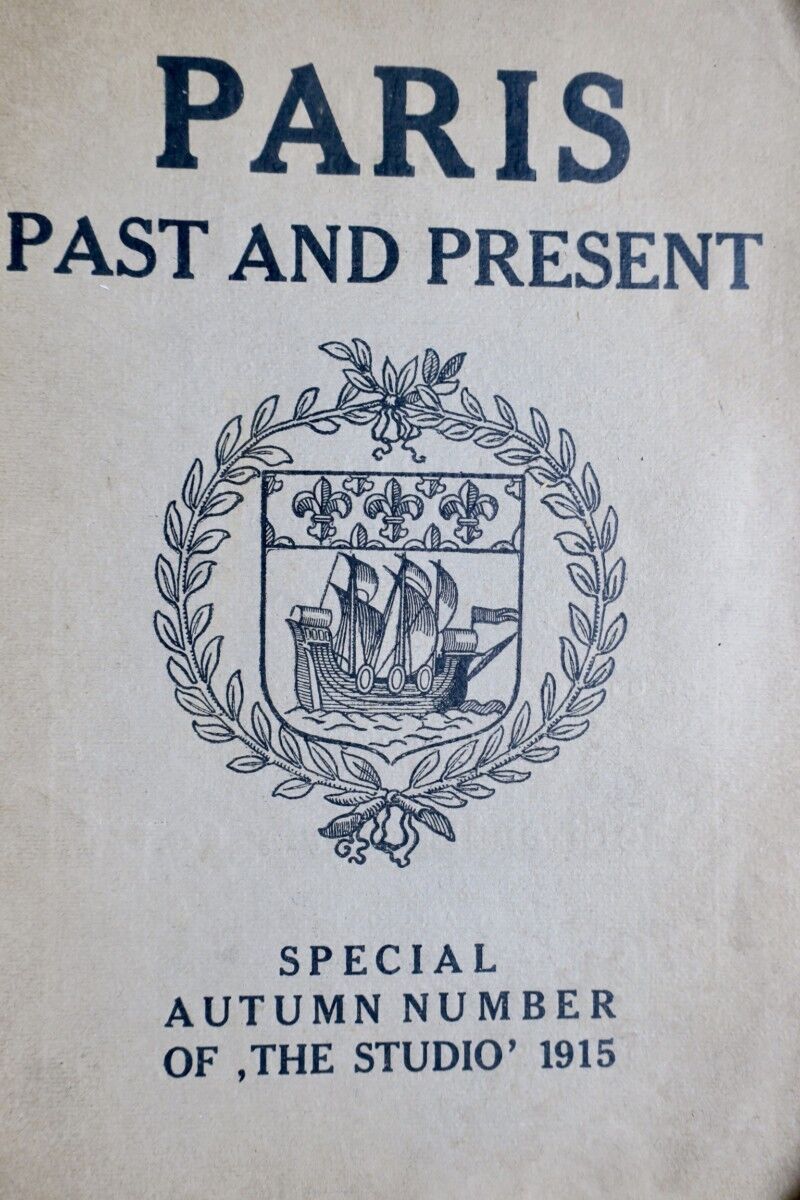 PARIS
PAST AND PRESENT
SPECIAL
AUTUMN NUMBER
OF ‚THE STUDIO’ 1915